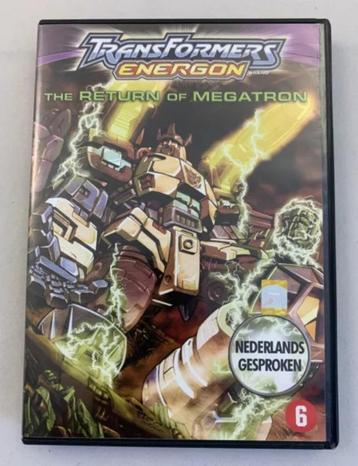 TRANSFORMERS
ENERGON
THE RETURN OF MEGATRON
NEDERLANDS
GESPROKEN
6